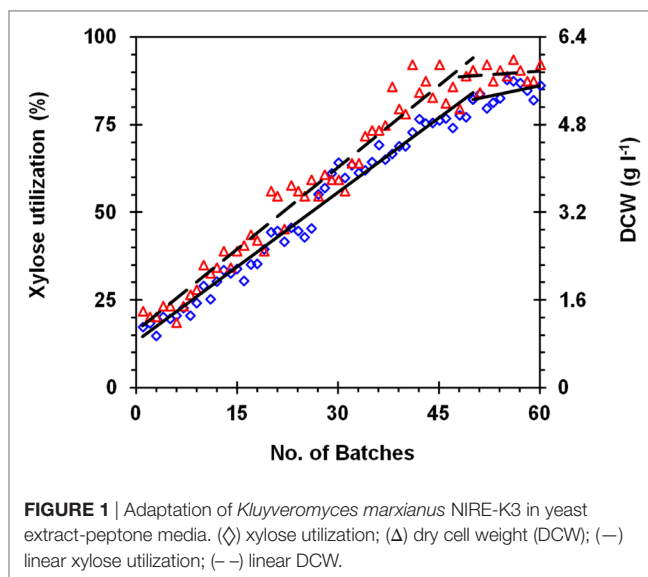 100
75
50
25
0
Xylose utilization (%)
6.4
4.8
3.2
1.6
0
DCW (g l-1)
0 15 30 45 60
No. of Batches
FIGURE 1 | Adaptation of Kluyveromyces marxianus NIRE-K3 in yeast
extract-peptone media. (◊) xylose utilization; (Δ) dry cell weight (DCW); (—)
linear xylose utilization; (– –) linear DCW.